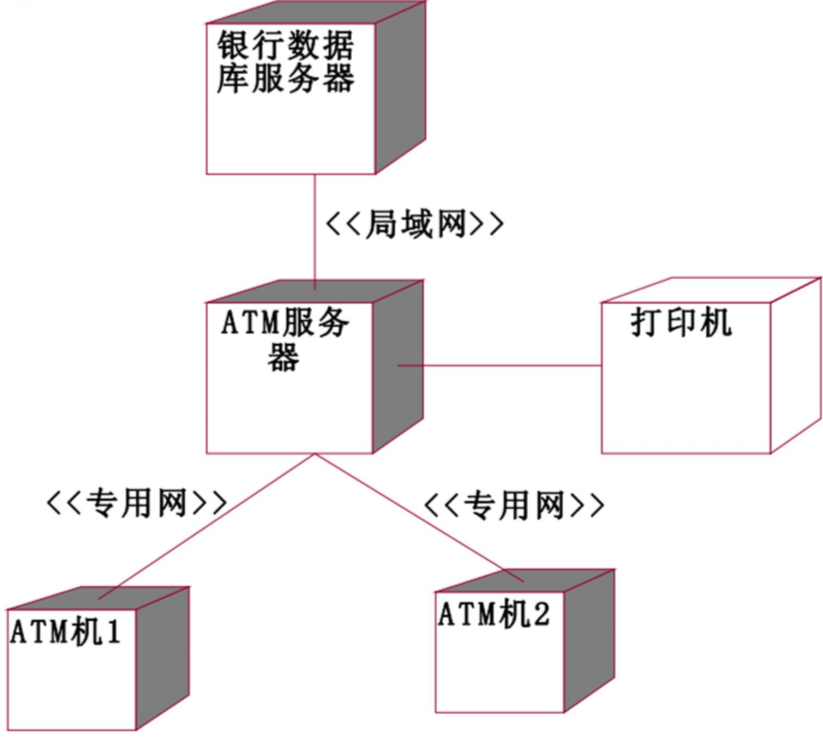 银行数据
库服务器
<<局域网>>
ATM服务
器
打印机
<<专用网>>
<<专用网>>
ATM机1
ATM机2